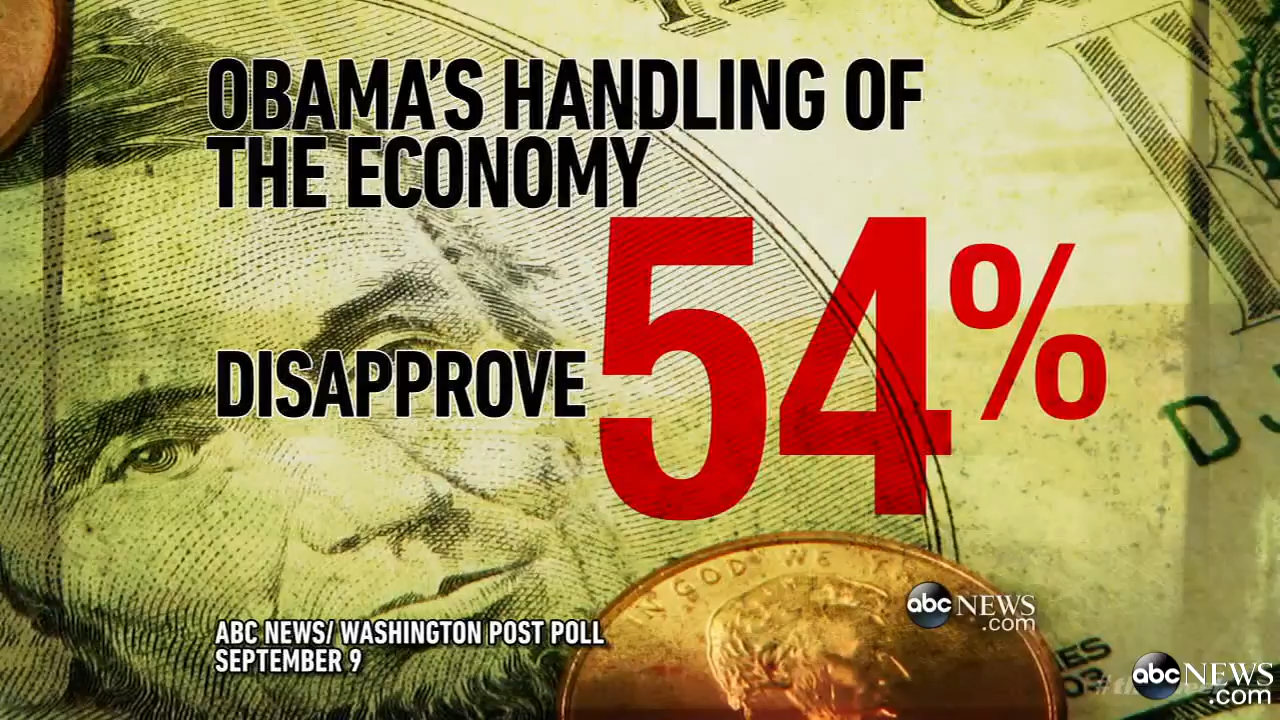 OBAMA'S HANDLING OF
THE ECONOMY
DISAPPROVE 54%
ABC NEWS/ WASHINGTON POST POLL
SEPTEMBER 9
IN GOD WE
abc NEWS
.com
abc NEWS
.com